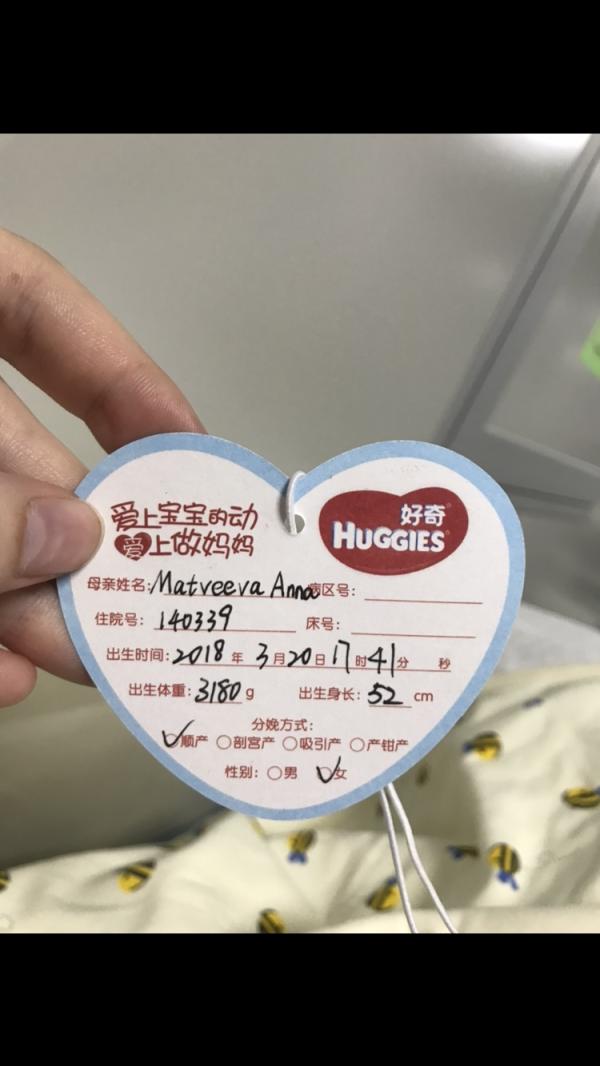 爱上宝宝的动
爱上做妈妈
好奇
HUGGIES
母亲姓名: Matveeva Anna 病区号:
住院号: 140339 床号:
出生时间: 2018 年 3 月 20 日 17 时 41 分 秒
出生体重: 3180 g 出生身长: 52 cm
分娩方式:
✓顺产 ○剖宫产 ○吸引产 ○产钳产
性别: ○男 ✓女